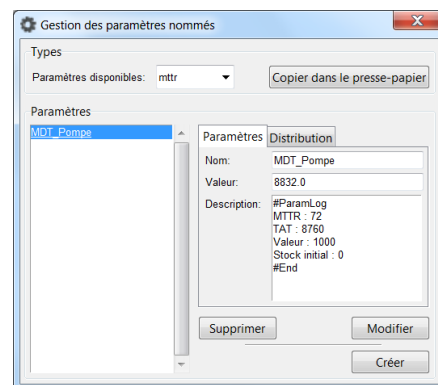 Gestion des paramètres nommés
Types
Paramètres disponibles: mttr
Copier dans le presse-papier
Paramètres
MDT_Pompe
Paramètres Distribution
Nom: MDT_Pompe
Valeur: 8832.0
Description: #ParamLog
MTTR : 72
TAT : 8760
Valeur : 1000
Stock initial : 0
#End
Supprimer
Modifier
Créer